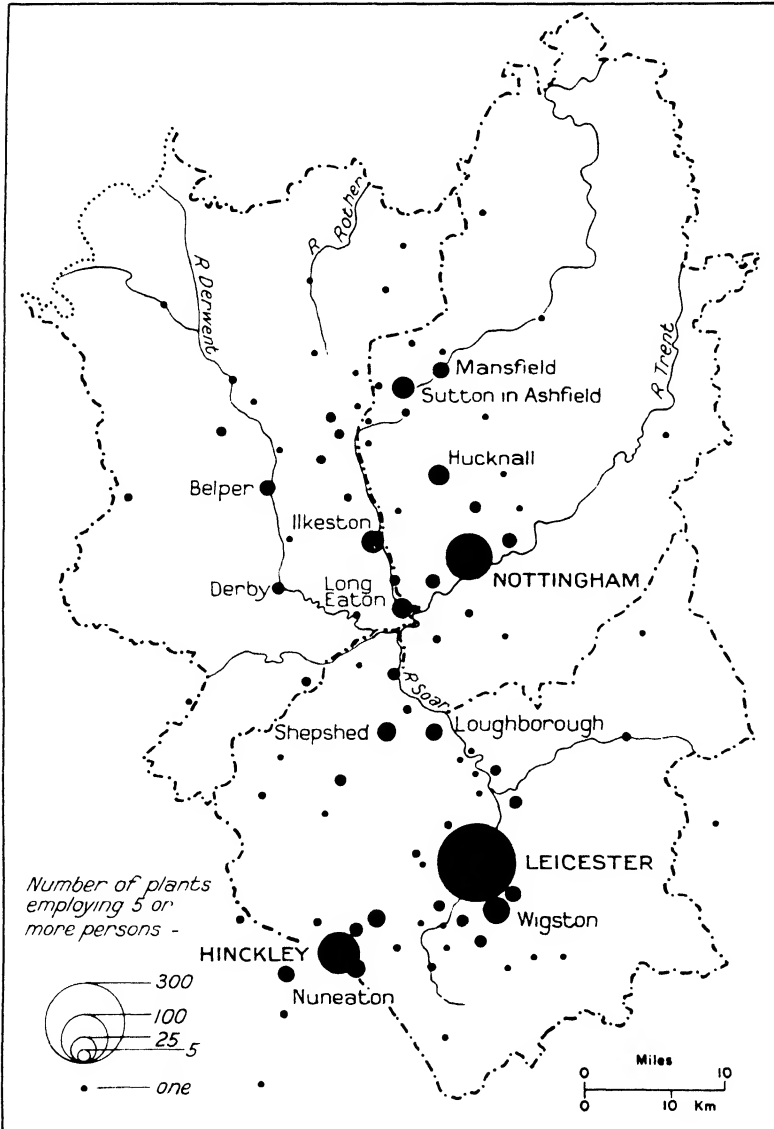 R Rother
R Derwent
R Trent
Mansfield
Sutton in Ashfield
Hucknall
Belper
Ilkeston
NOTTINGHAM
Derby
Long
Eaton
R Soar
Shepshed
Loughborough
LEICESTER
Wigston
HINCKLEY
Nuneaton
Number of plants
employing 5 or
more persons -
300
100
25
5
one
Miles
0 10
0 10 Km